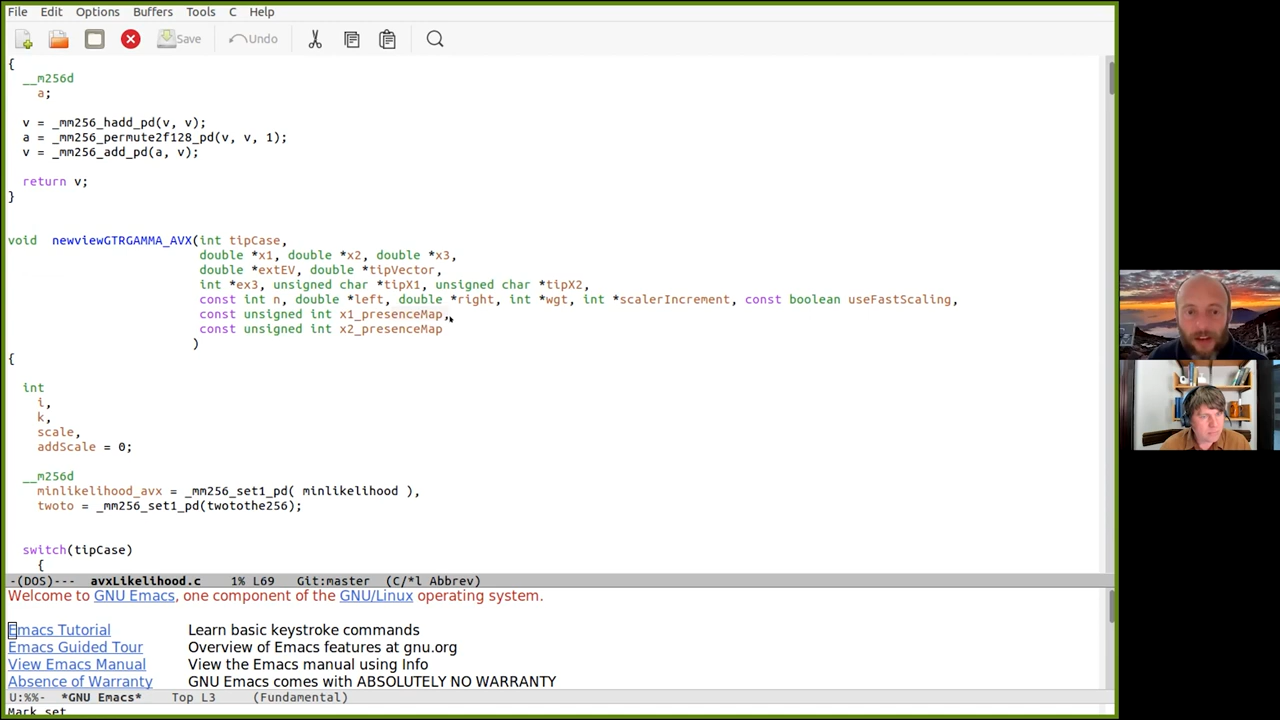 File Edit Options Buffers Tools C Help
Save Undo
{
__m256d
a;
v = _mm256_hadd_pd(v, v);
a = _mm256_permute2f128_pd(v, v, 1);
v = _mm256_add_pd(a, v);
return v;
}
void newviewGTRGAMMA_AVX(int tipCase,
double *x1, double *x2, double *x3,
double *extEV, double *tipVector,
int *ex3, unsigned char *tipX1, unsigned char *tipX2,
const int n, double *left, double *right, int *wgt, int *scalerIncrement, const boolean useFastScaling,
const unsigned int x1_presenceMap,
const unsigned int x2_presenceMap
)
{
int
i,
k,
scale,
addScale = 0;
__m256d
minlikelihood_avx = _mm256_set1_pd( minlikelihood ),
twoto = _mm256_set1_pd(twotothe256);
switch(tipCase)
{
-(DOS)--- avxLikelihood.c 1% L69 Git:master (C/*l Abbrev)
Welcome to GNU Emacs, one component of the GNU/Linux operating system.
Emacs Tutorial Learn basic keystroke commands
Emacs Guided Tour Overview of Emacs features at gnu.org
View Emacs Manual View the Emacs manual using Info
Absence of Warranty GNU Emacs comes with ABSOLUTELY NO WARRANTY
U:%%- *GNU Emacs* Top L3 (Fundamental)
Mark set